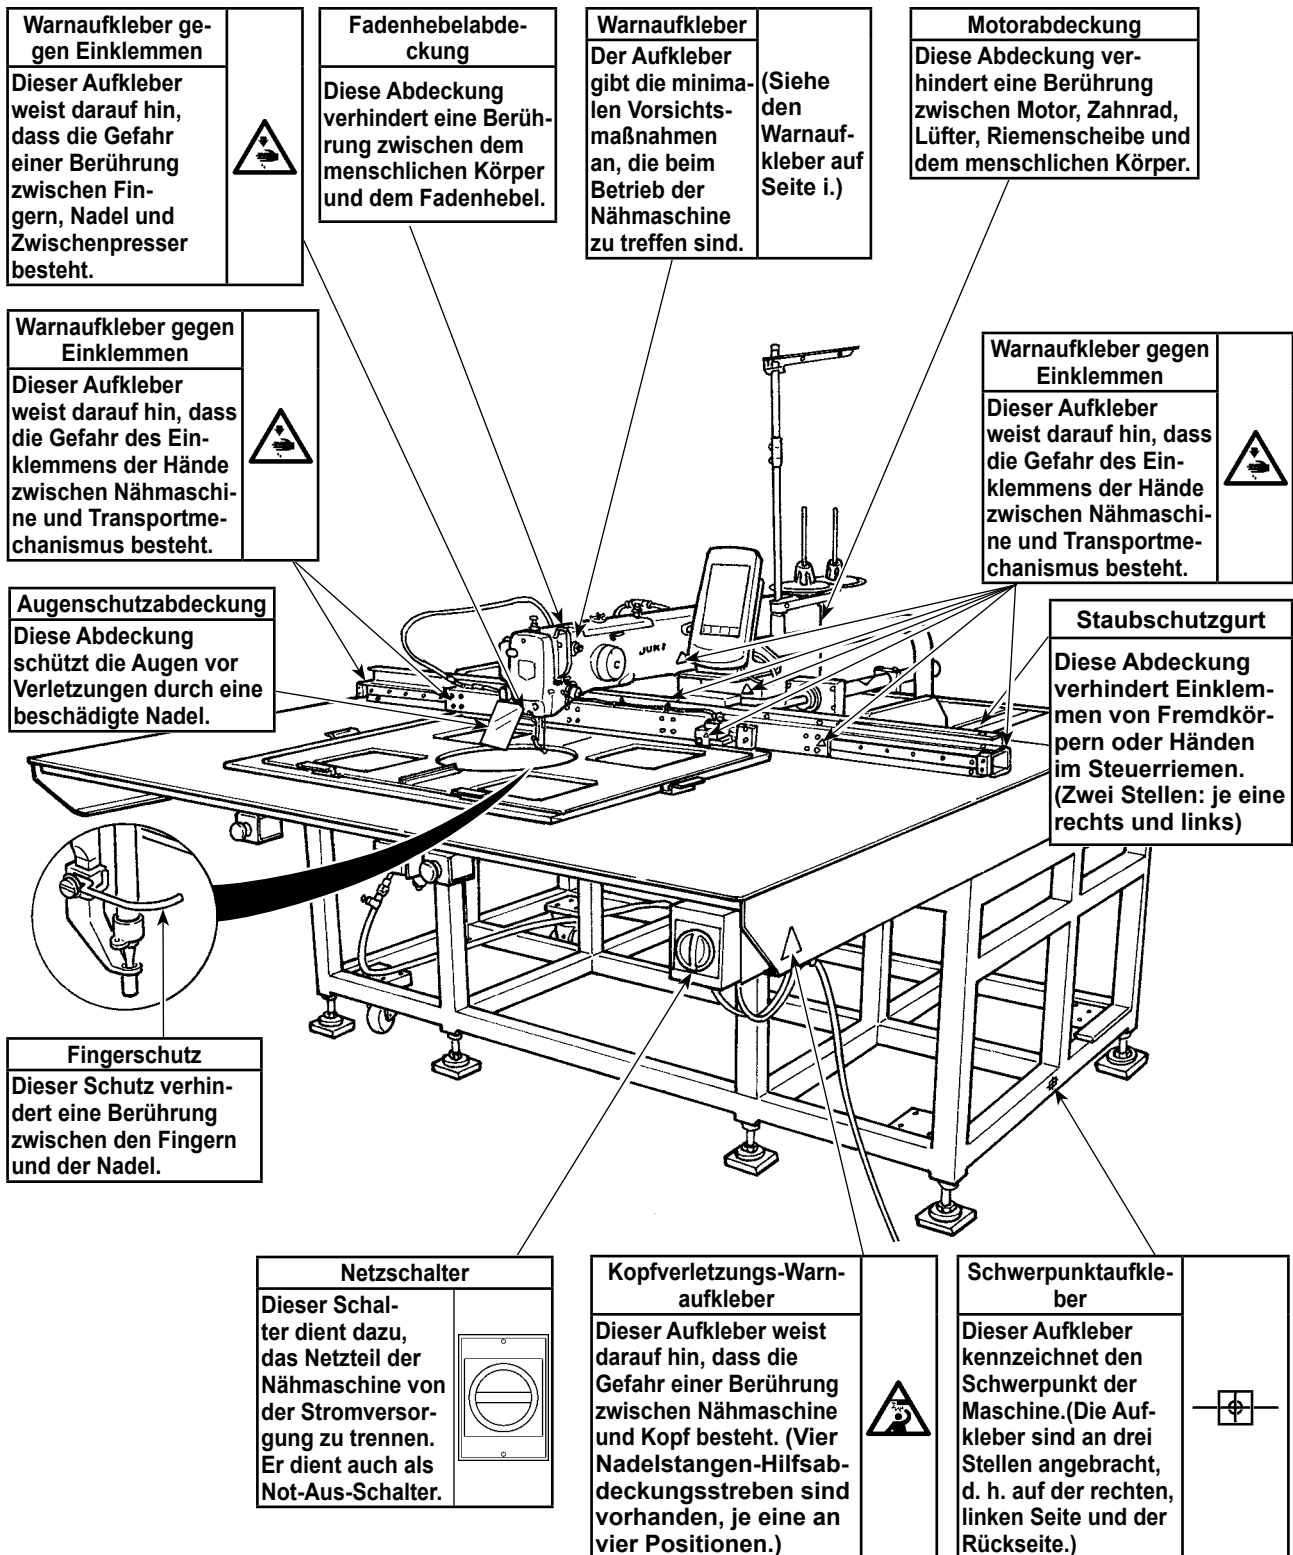 Warnaufkleber ge-
gen Einklemmen
Dieser Aufkleber
weist darauf hin,
dass die Gefahr
einer Berührung
zwischen Fin-
gern, Nadel und
Zwischenpresser
besteht.
Fadenhebelabde-
ckung
Diese Abdeckung
verhindert eine Berüh-
rung zwischen dem
menschlichen Körper
und dem Fadenhebel.
Warnaufkleber
Der Aufkleber
gibt die minima-
len Vorsichts-
maßnahmen
an, die beim
Betrieb der
Nähmaschine
zu treffen sind.
(Siehe
den
Warnauf-
kleber auf
Seite i.)
Motorabdeckung
Diese Abdeckung ver-
hindert eine Berührung
zwischen Motor, Zahnrad,
Lüfter, Riemenscheibe und
dem menschlichen Körper.
Warnaufkleber gegen
Einklemmen
Dieser Aufkleber
weist darauf hin, dass
die Gefahr des Ein-
klemmens der Hände
zwischen Nähmaschi-
ne und Transportme-
chanismus besteht.
Warnaufkleber gegen
Einklemmen
Dieser Aufkleber
weist darauf hin, dass
die Gefahr des Ein-
klemmens der Hände
zwischen Nähmaschi-
ne und Transportme-
chanismus besteht.
Augenschutzabdeckung
Diese Abdeckung
schützt die Augen vor
Verletzungen durch eine
beschädigte Nadel.
JUKI
Staubschutzgurt
Diese Abdeckung
verhindert Einklem-
men von Fremdkör-
pern oder Händen
im Steuerriemen.
(Zwei Stellen: je eine
rechts und links)
Fingerschutz
Dieser Schutz verhin-
dert eine Berührung
zwischen den Fingern
und der Nadel.
Netzschalter
Dieser Schal-
ter dient dazu,
das Netzteil der
Nähmaschine von
der Stromversor-
gung zu trennen.
Er dient auch als
Not-Aus-Schalter.
Kopfverletzungs-Warn-
aufkleber
Dieser Aufkleber weist
darauf hin, dass die
Gefahr einer Berührung
zwischen Nähmaschine
und Kopf besteht. (Vier
Nadelstangen-Hilfsab-
deckungsstreben sind
vorhanden, je eine an
vier Positionen.)
Schwerpunktaufkle-
ber
Dieser Aufkleber
kennzeichnet den
Schwerpunkt der
Maschine.(Die Auf-
kleber sind an drei
Stellen angebracht,
d. h. auf der rechten,
linken Seite und der
Rückseite.)